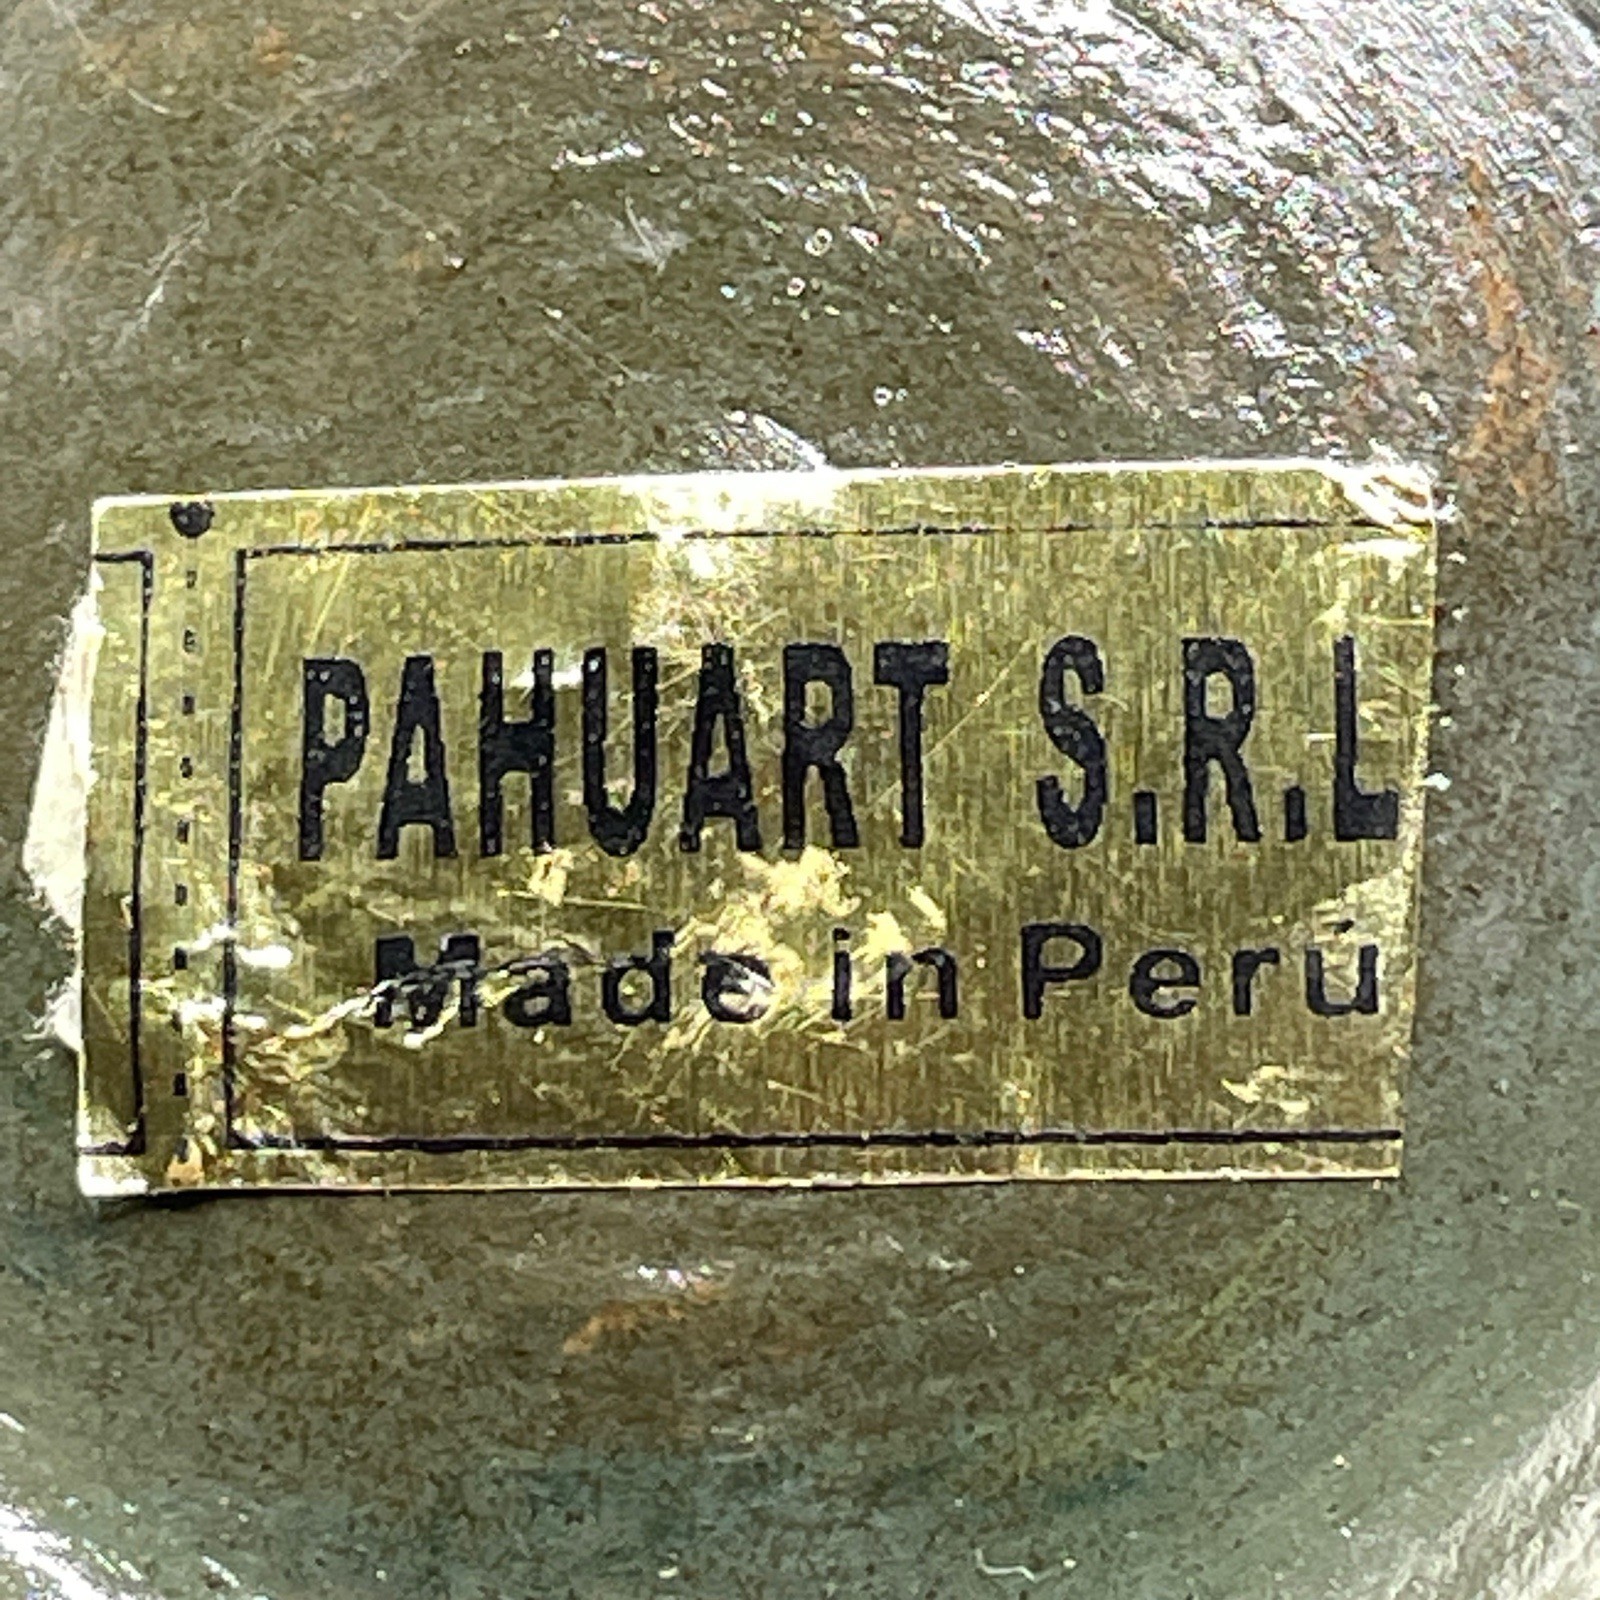 PAHUART S.R.L
Made in Perú